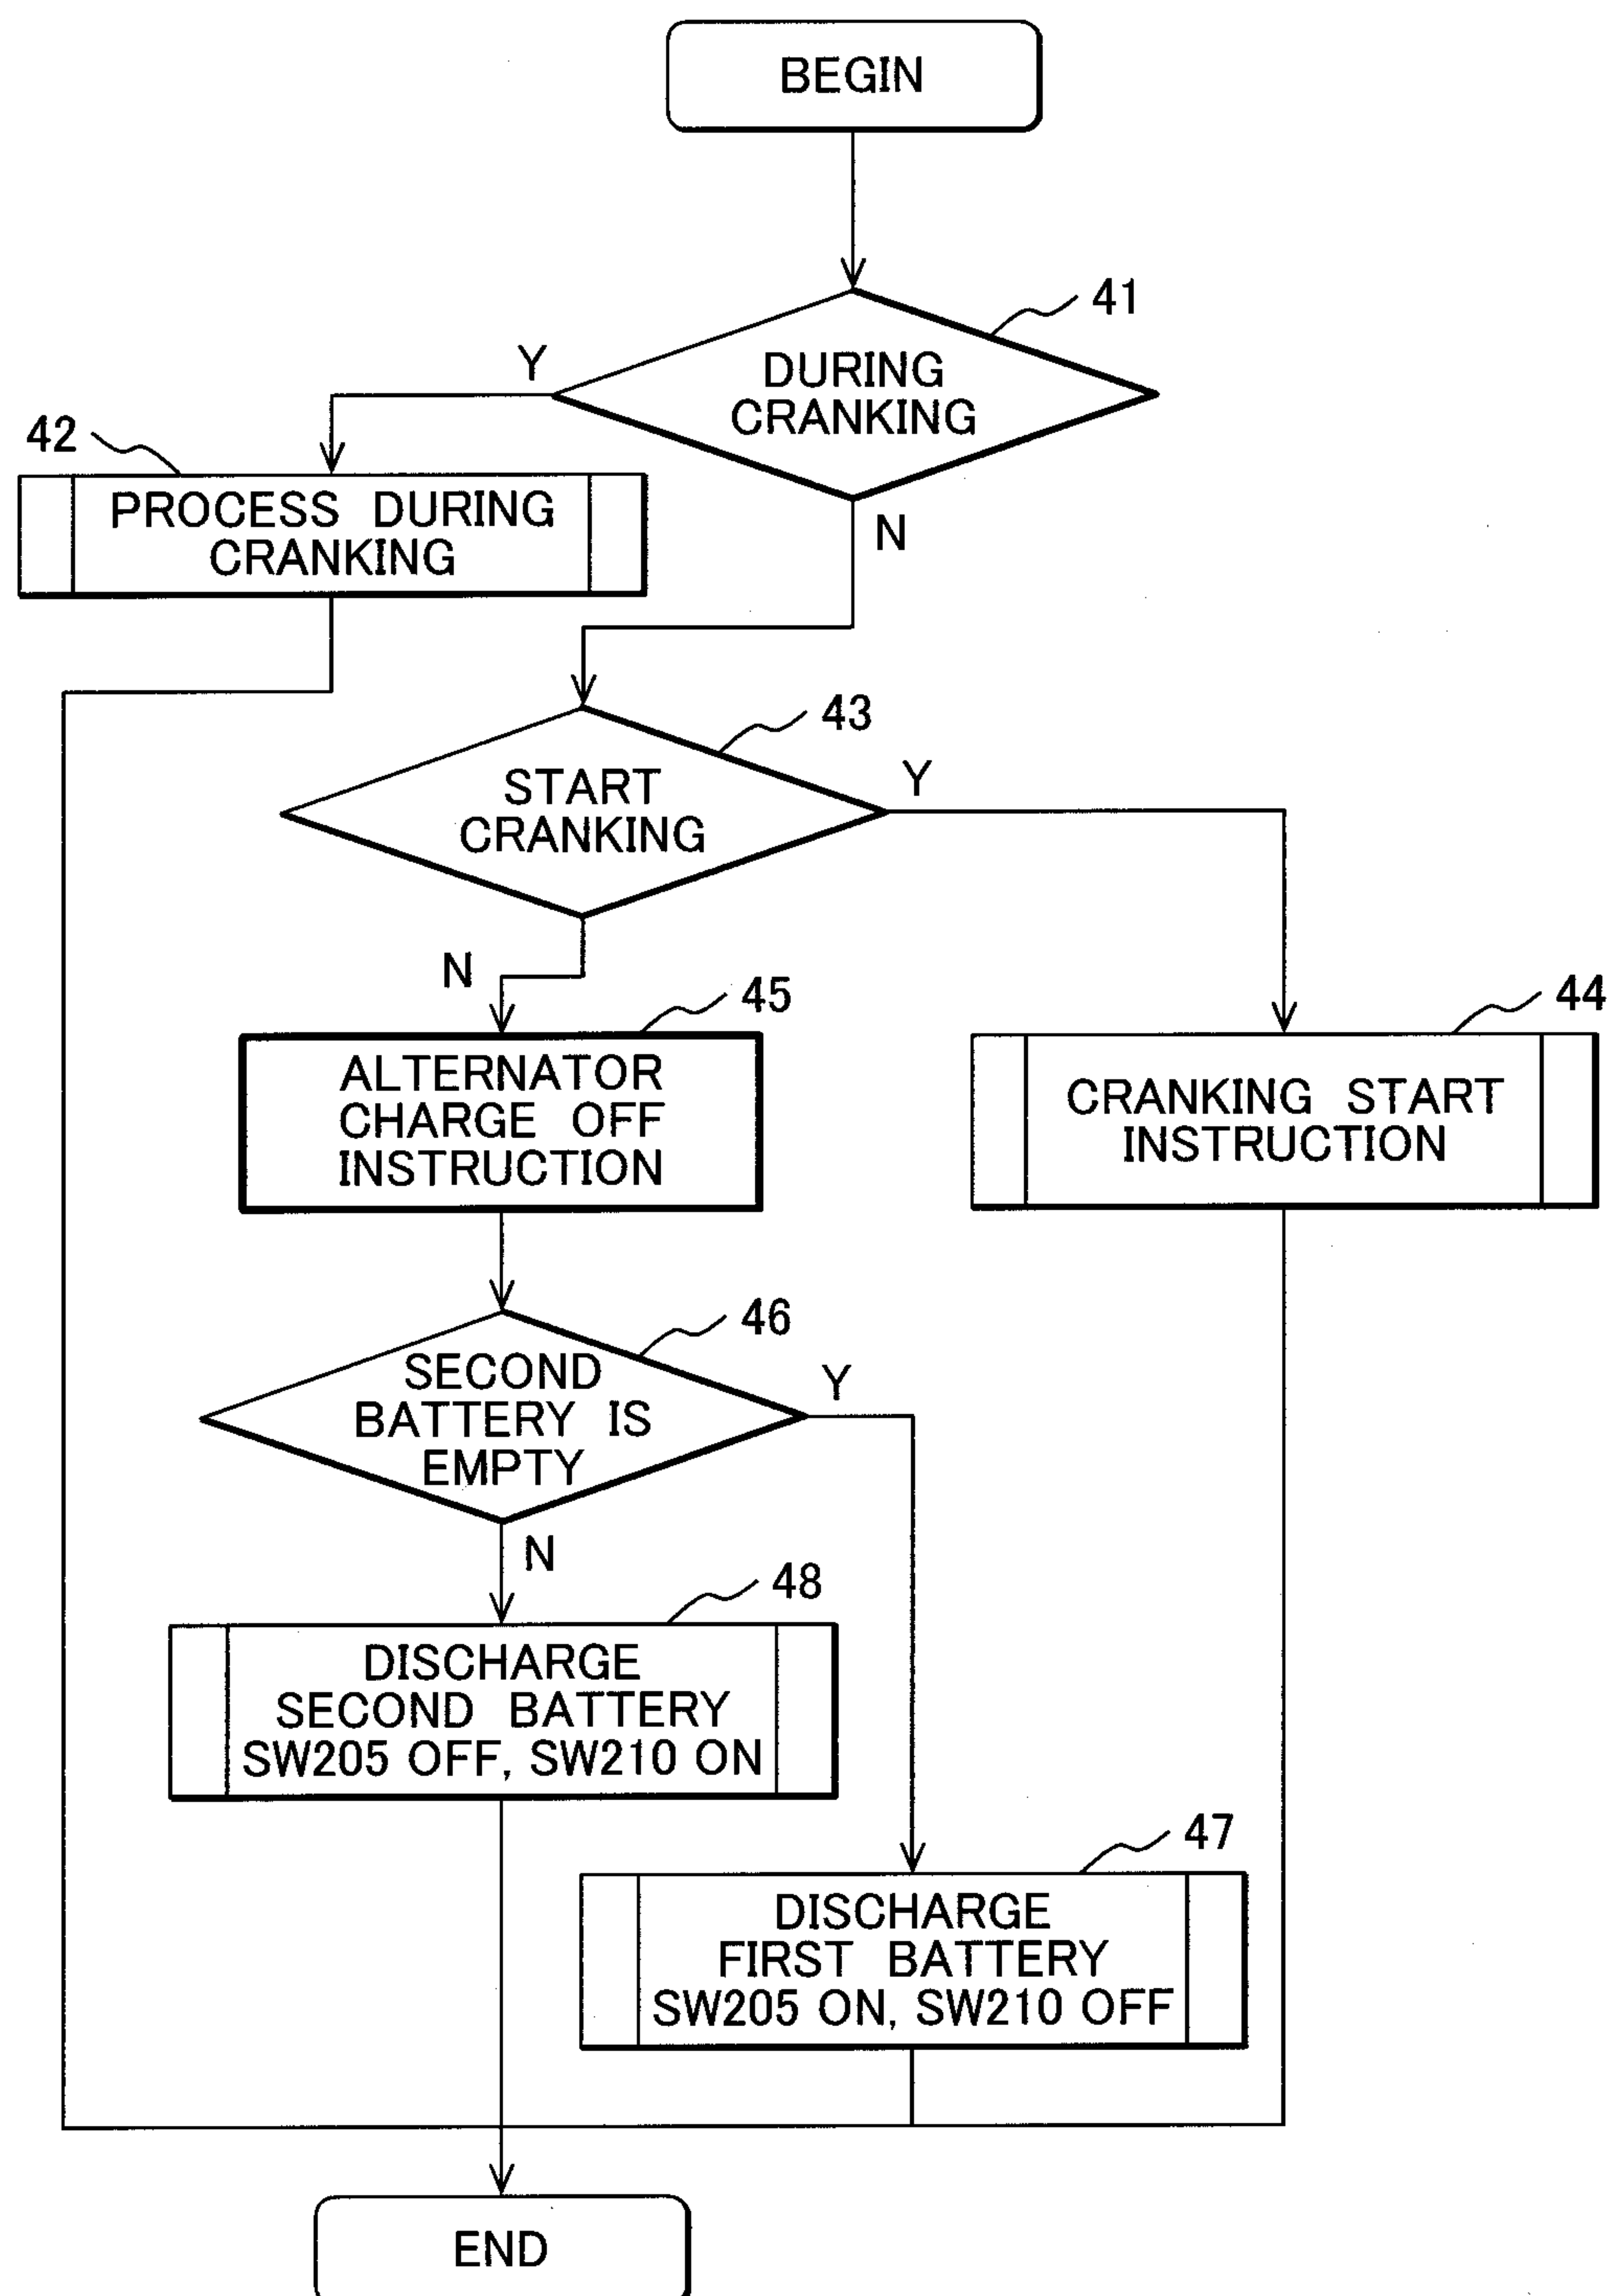 BEGIN
41
DURING
CRANKING
Y
N
42
PROCESS DURING
CRANKING
43
START
CRANKING
Y
N
45
ALTERNATOR
CHARGE OFF
INSTRUCTION
44
CRANKING START
INSTRUCTION
46
SECOND
BATTERY IS
EMPTY
Y
N
48
DISCHARGE
SECOND BATTERY
SW205 OFF, SW210 ON
47
DISCHARGE
FIRST BATTERY
SW205 ON, SW210 OFF
END